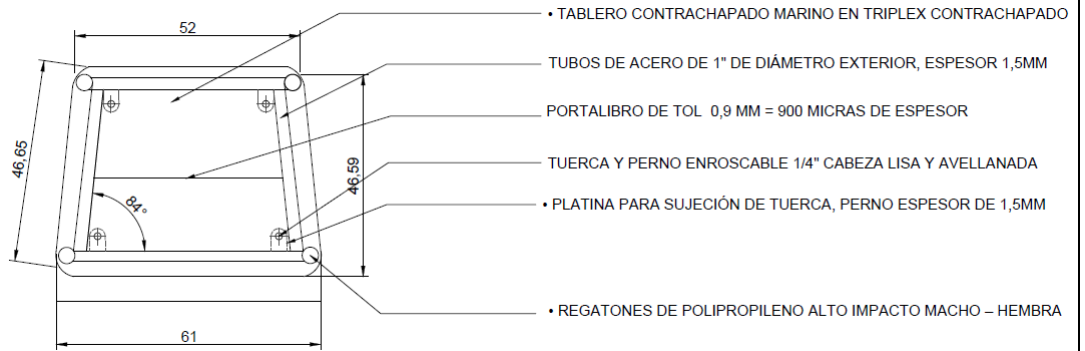 • TABLERO CONTRACHAPADO MARINO EN TRIPLEX CONTRACHAPADO
52
TUBOS DE ACERO DE 1" DE DIÁMETRO EXTERIOR, ESPESOR 1,5MM
PORTALIBRO DE TOL 0,9 MM = 900 MICRAS DE ESPESOR
46,65
46,59
TUERCA Y PERNO ENROSCABLE 1/4" CABEZA LISA Y AVELLANADA
84°
• PLATINA PARA SUJECIÓN DE TUERCA, PERNO ESPESOR DE 1,5MM
• REGATONES DE POLIPROPILENO ALTO IMPACTO MACHO – HEMBRA
61